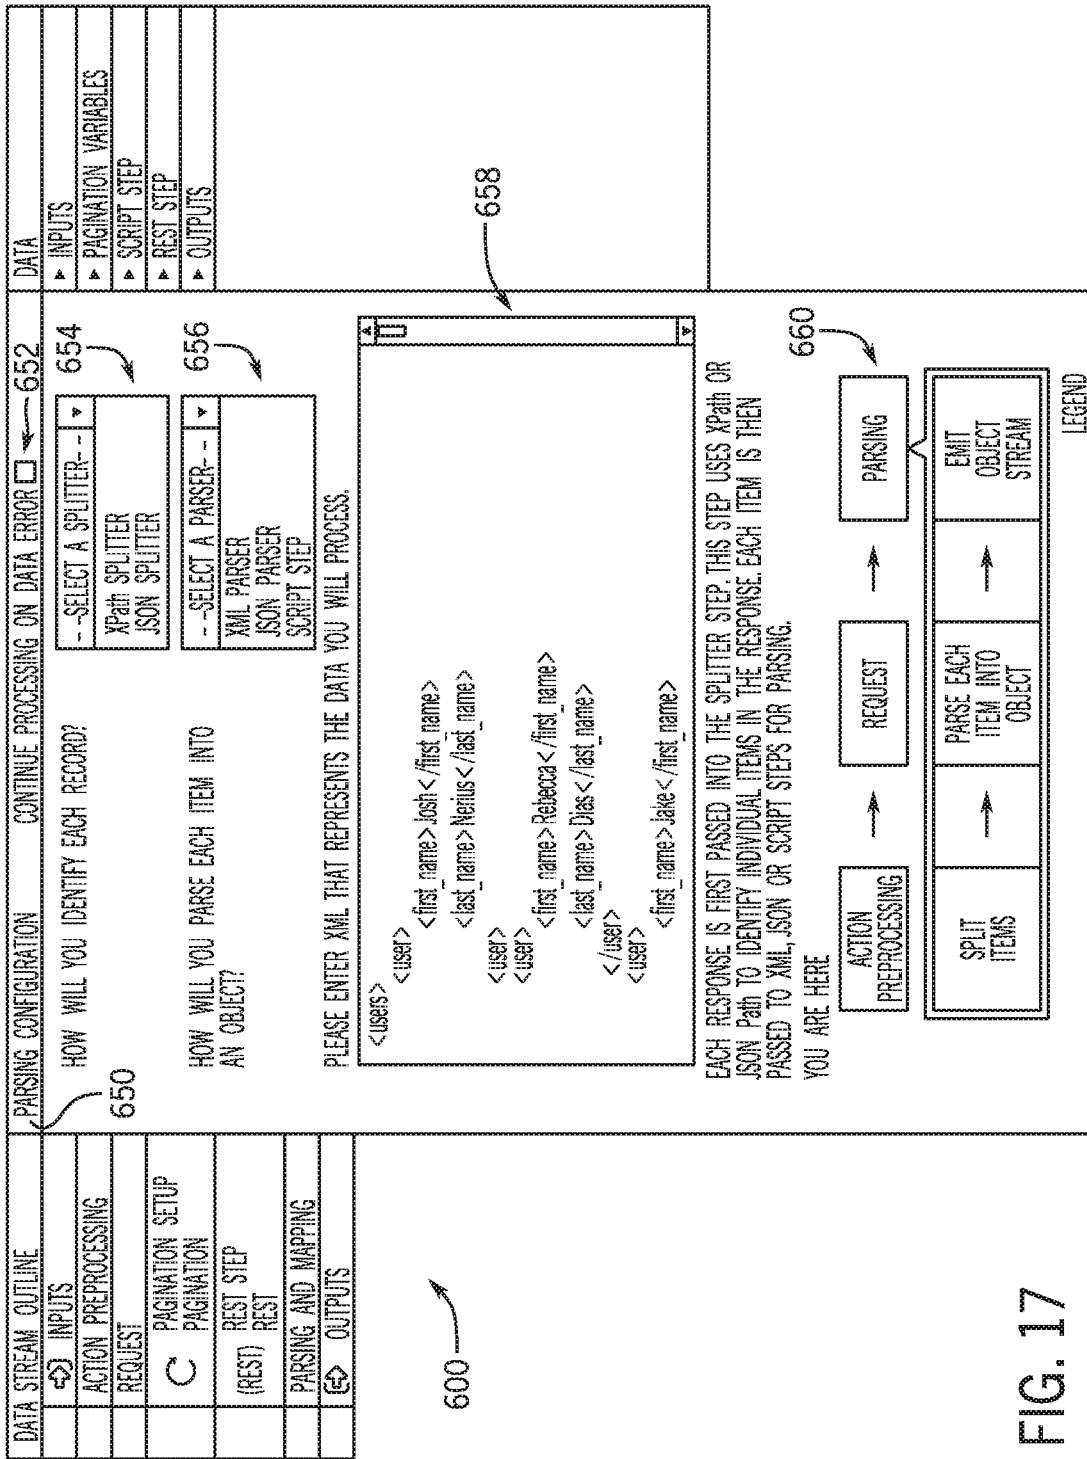 DATA STREAM OUTLINE
INPUTS
ACTION PREPROCESSING
REQUEST
PAGINATION SETUP
PAGINATION
REST STEP
(REST) REST
PARSING AND MAPPING
OUTPUTS
600
PARSING CONFIGURATION CONTINUE PROCESSING ON DATA ERROR 652
650
HOW WILL YOU IDENTIFY EACH RECORD?
--SELECT A SPLITTER--
XPath SPLITTER
JSON SPLITTER
654
HOW WILL YOU PARSE EACH ITEM INTO
AN OBJECT?
--SELECT A PARSER--
XML PARSER
JSON PARSER
SCRIPT STEP
656
PLEASE ENTER XML THAT REPRESENTS THE DATA YOU WILL PROCESS.
<users>
<user>
<first_name>Josh</first_name>
<last_name>Nerius</last_name>
<user>
<user>
<first_name>Rebecca</first_name>
<last_name>Dias</last_name>
</user>
<user>
<first_name>Jake</first_name>
658
EACH RESPONSE IS FIRST PASSED INTO THE SPLITTER STEP. THIS STEP USES XPath OR
JSON Path TO IDENTIFY INDIVIDUAL ITEMS IN THE RESPONSE. EACH ITEM IS THEN
PASSED TO XML, JSON OR SCRIPT STEPS FOR PARSING.
YOU ARE HERE
660
ACTION
PREPROCESSING
REQUEST
PARSING
SPLIT
ITEMS
PARSE EACH
ITEM INTO
OBJECT
EMIT
OBJECT
STREAM
LEGEND
DATA
INPUTS
PAGINATION VARIABLES
SCRIPT STEP
REST STEP
OUTPUTS
FIG. 17